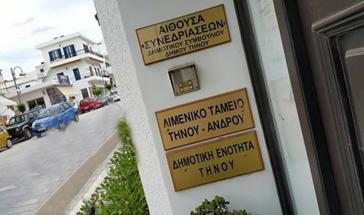 ΑΙΘΟΥΣΑ
"ΣΥΝΕΔΡΙΑΣΕΩΝ"
ΔΗΜΟΤΙΚΟΥ ΣΥΜΒΟΥΛΙΟΥ
ΔΗΜΟΥ ΤΗΝΟΥ
ΛΙΜΕΝΙΚΟ ΤΑΜΕΙΟ
ΤΗΝΟΥ - ΑΝΔΡΟΥ
ΔΗΜΟΤΙΚΗ ΕΝΟΤΗΤΑ
ΤΗΝΟΥ